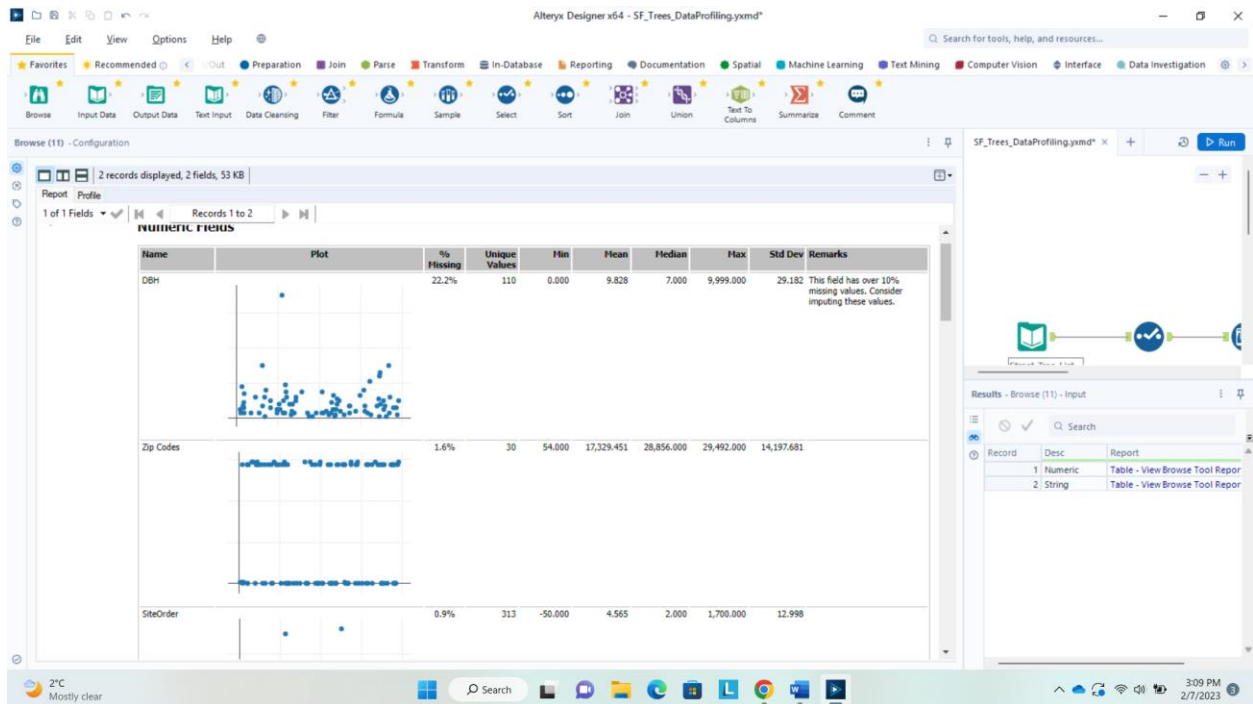 Alteryx Designer x64 - SF_Trees_DataProfiling.yxmd*
File Edit View Options Help
Search for tools, help, and resources...
Favorites Recommended Out Preparation Join Parse Transform In-Database Reporting Documentation Spatial Machine Learning Text Mining Computer Vision Interface Data Investigation
Browse Input Data Output Data Text Input Data Cleansing Filter Formula Sample Select Sort Join Union Text To Columns Summarize Comment
Browse (11) - Configuration
SF_Trees_DataProfiling.yxmd*
Run
2 records displayed, 2 fields, 53 KB
Report Profile
1 of 1 Fields Records 1 to 2
Numeric Fields
Name Plot % Missing Unique Values Min Mean Median Max Std Dev Remarks
DBH 22.2% 110 0.000 9.828 7.000 9,999.000 29.182 This field has over 10%
missing values. Consider
imputing these values.
Zip Codes 1.6% 30 54.000 17,329.451 28,856.000 29,492.000 14,197.681
SiteOrder 0.9% 313 -50.000 4.565 2.000 1,700.000 12.998
Results - Browse (11) - Input
Search
Record Desc Report
1 Numeric Table - View Browse Tool Repor
2 String Table - View Browse Tool Repor
2°C
Mostly clear
Search
3:09 PM
2/7/2023
3